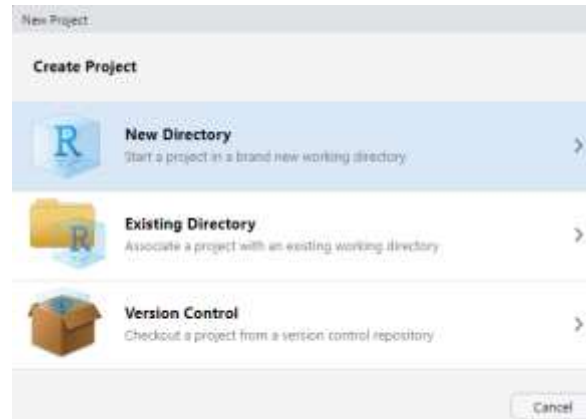 New Project
Create Project
R
New Directory
Start a project in a brand new working directory
R
Existing Directory
Associate a project with an existing working directory
Version Control
Checkout a project from a version control repository
Cancel